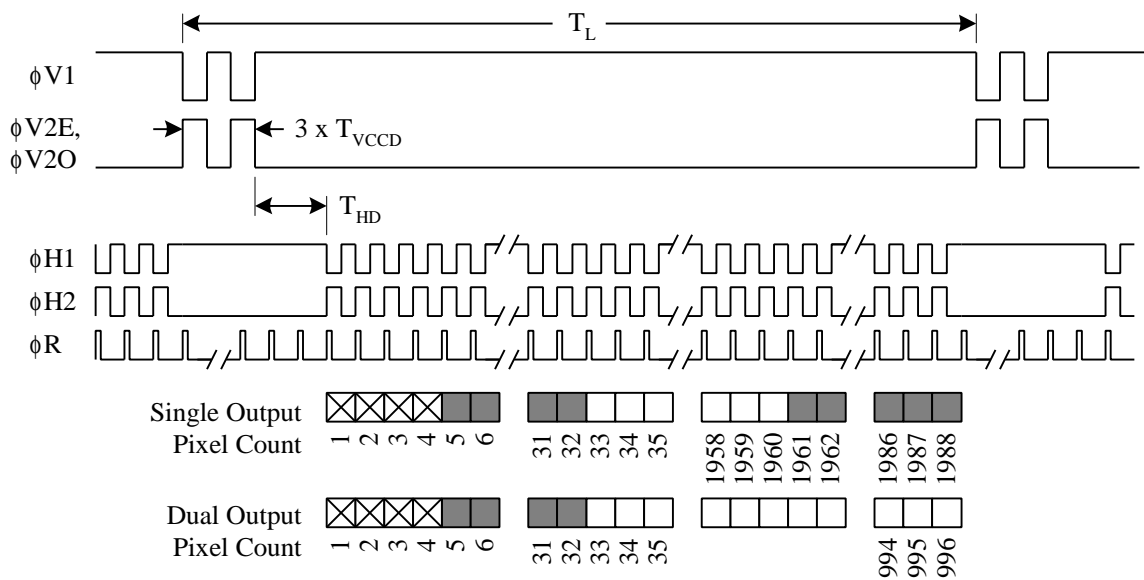 T_L
ϕV1
ϕV2E,
ϕV2O
3 x T_VCCD
T_HD
ϕH1
ϕH2
ϕR
Single Output
Pixel Count
1 2 3 4 5 6 31 32 33 34 35 1958 1959 1960 1961 1962 1986 1987 1988
Dual Output
Pixel Count
1 2 3 4 5 6 31 32 33 34 35 994 995 996